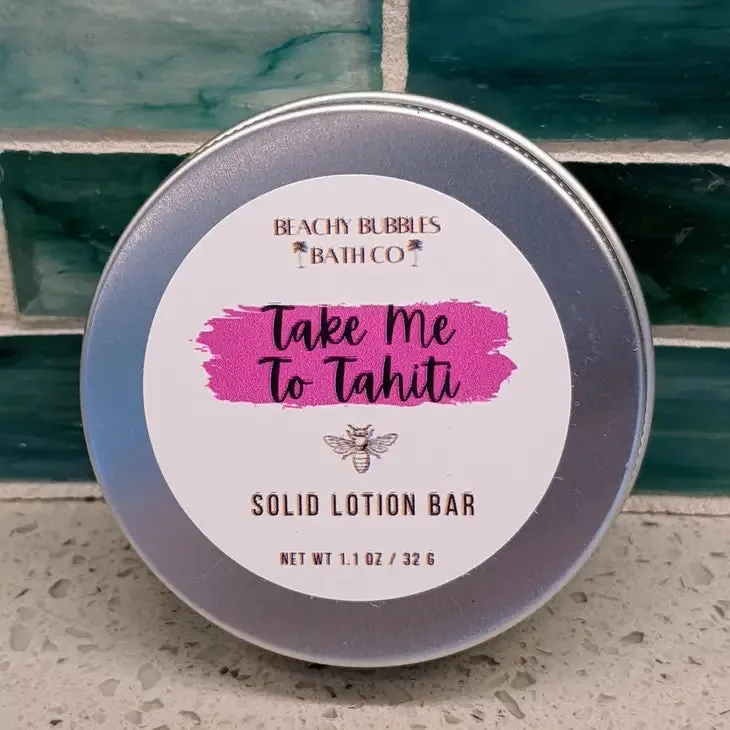 BEACHY BUBBLES
BATH CO
Take Me
To Tahiti
SOLID LOTION BAR
NET WT 1.1 OZ / 32 G